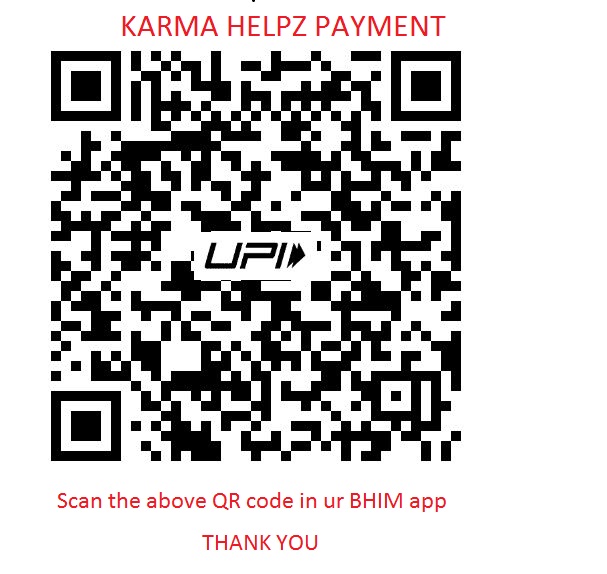 KARMA HELPZ PAYMENT
UPI
Scan the above QR code in ur BHIM app
THANK YOU